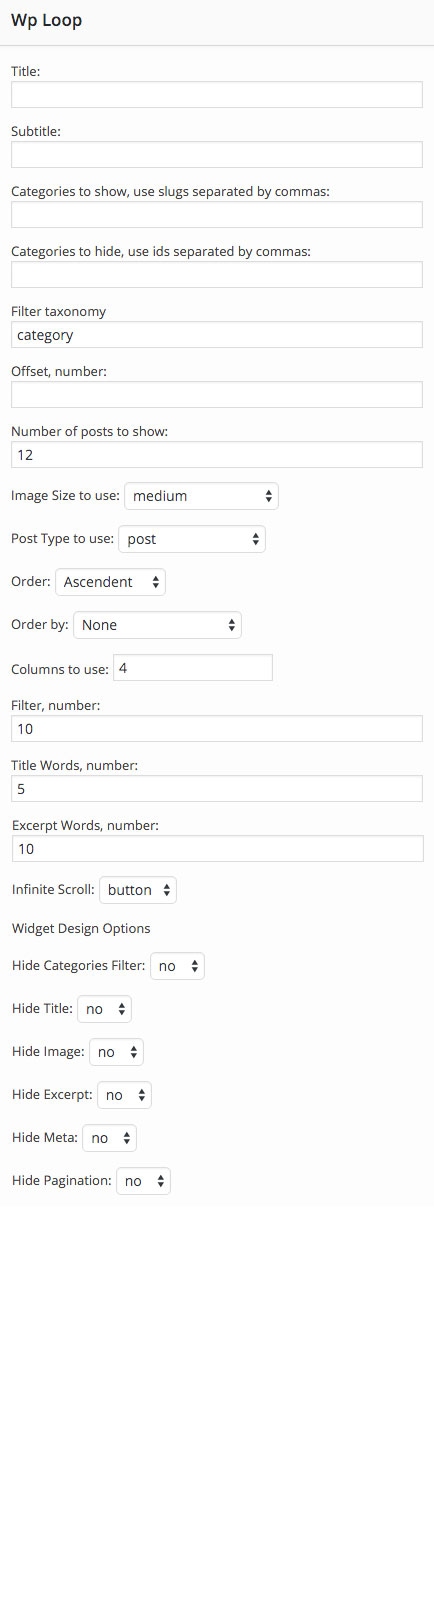 Wp Loop
Title:
Subtitle:
Categories to show, use slugs separated by commas:
Categories to hide, use ids separated by commas:
Filter taxonomy
category
Offset, number:
Number of posts to show:
12
Image Size to use: medium
Post Type to use: post
Order: Ascendent
Order by: None
Columns to use: 4
Filter, number:
10
Title Words, number:
5
Excerpt Words, number:
10
Infinite Scroll: button
Widget Design Options
Hide Categories Filter: no
Hide Title: no
Hide Image: no
Hide Excerpt: no
Hide Meta: no
Hide Pagination: no